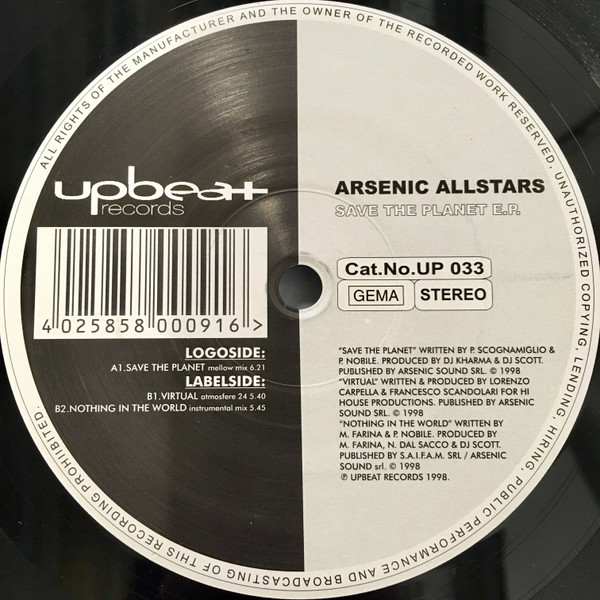 ALL RIGHTS OF THE MANUFACTURER AND THE OWNER OF THE RECORDED WORK RESERVED, UNAUTHORIZED COPYING, LENDING, HIRING, PUBLIC PERFORMANCE AND BROADCASTING OF THIS RECORDING PROHIBITED.
upbeat
records
4 025858 000916 >
LOGOSIDE:
A1.SAVE THE PLANET mellow mix 6.21
LABELSIDE:
B1.VIRTUAL atmosfere 24 5.40
B2.NOTHING IN THE WORLD instrumental mix 5.45
ARSENIC ALLSTARS
SAVE THE PLANET E.P.
Cat.No.UP 033
GEMA STEREO
"SAVE THE PLANET" WRITTEN BY P. SCOGNAMIGLIO &
P. NOBILE. PRODUCED BY DJ KHARMA & DJ SCOTT.
PUBLISHED BY ARSENIC SOUND SRL. © 1998
"VIRTUAL" WRITTEN & PRODUCED BY LORENZO
CARPELLA & FRANCESCO SCANDOLARI FOR HI
HOUSE PRODUCTIONS. PUBLISHED BY ARSENIC
SOUND SRL. © 1998
"NOTHING IN THE WORLD" WRITTEN BY
M. FARINA & P. NOBILE. PRODUCED BY
M. FARINA, N. DAL SACCO & DJ SCOTT.
PUBLISHED BY S.A.I.F.A.M. SRL / ARSENIC
SOUND srl. © 1998
℗ UPBEAT RECORDS 1998.